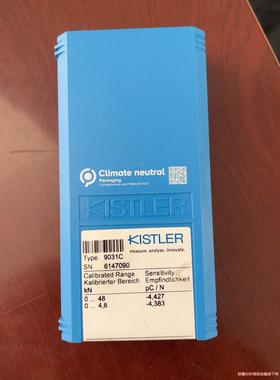 Climate neutral
Packaging
KISTLER
KISTLER
measure. analyse. innovate.
Type 9031C
SN 6147090
Calibrated Range Sensitivity
Kalibrierter Bereich Empfindlichkeit
kN pC / N
0 ... 48 -4,427
0 ... 4,8 -4,383